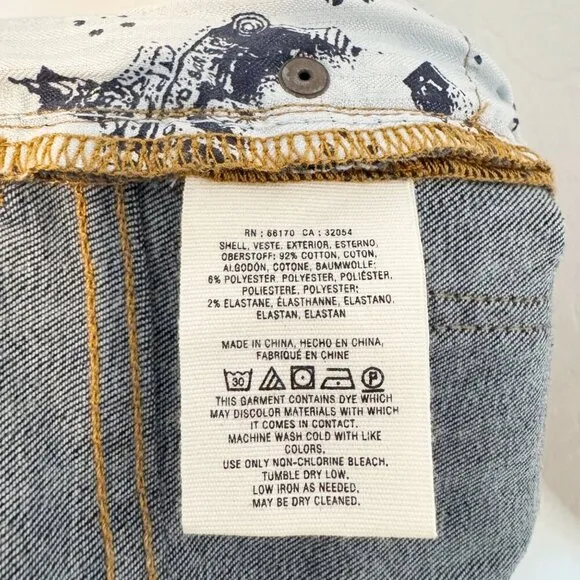 RN : 66170 CA : 32054
SHELL, VESTE, EXTERIOR, ESTERNO,
OBERSTOFF: 92% COTTON, COTON,
ALGODÓN, COTONE, BAUMWOLLE;
6% POLYESTER, POLYESTER, POLIÉSTER,
POLIESTERE, POLYESTER;
2% ELASTANE, ÉLASTHANNE, ELASTANO,
ELASTAN, ELASTAN
MADE IN CHINA, HECHO EN CHINA,
FABRIQUÉ EN CHINE
30 P
THIS GARMENT CONTAINS DYE WHICH
MAY DISCOLOR MATERIALS WITH WHICH
IT COMES IN CONTACT.
MACHINE WASH COLD WITH LIKE
COLORS,
USE ONLY NON-CHLORINE BLEACH,
TUMBLE DRY LOW,
LOW IRON AS NEEDED,
MAY BE DRY CLEANED.